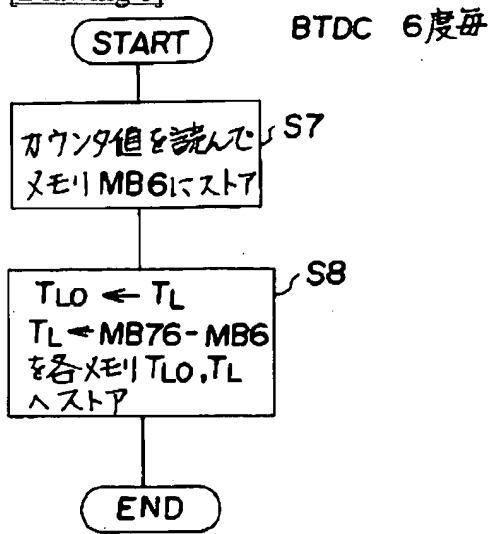 START
BTDC 6度毎
カウンタ値を読んで
メモリMB6にストア
S7
S8
TLO ← TL
TL ← MB76-MB6
を各メモリTLO,TL
へストア
END